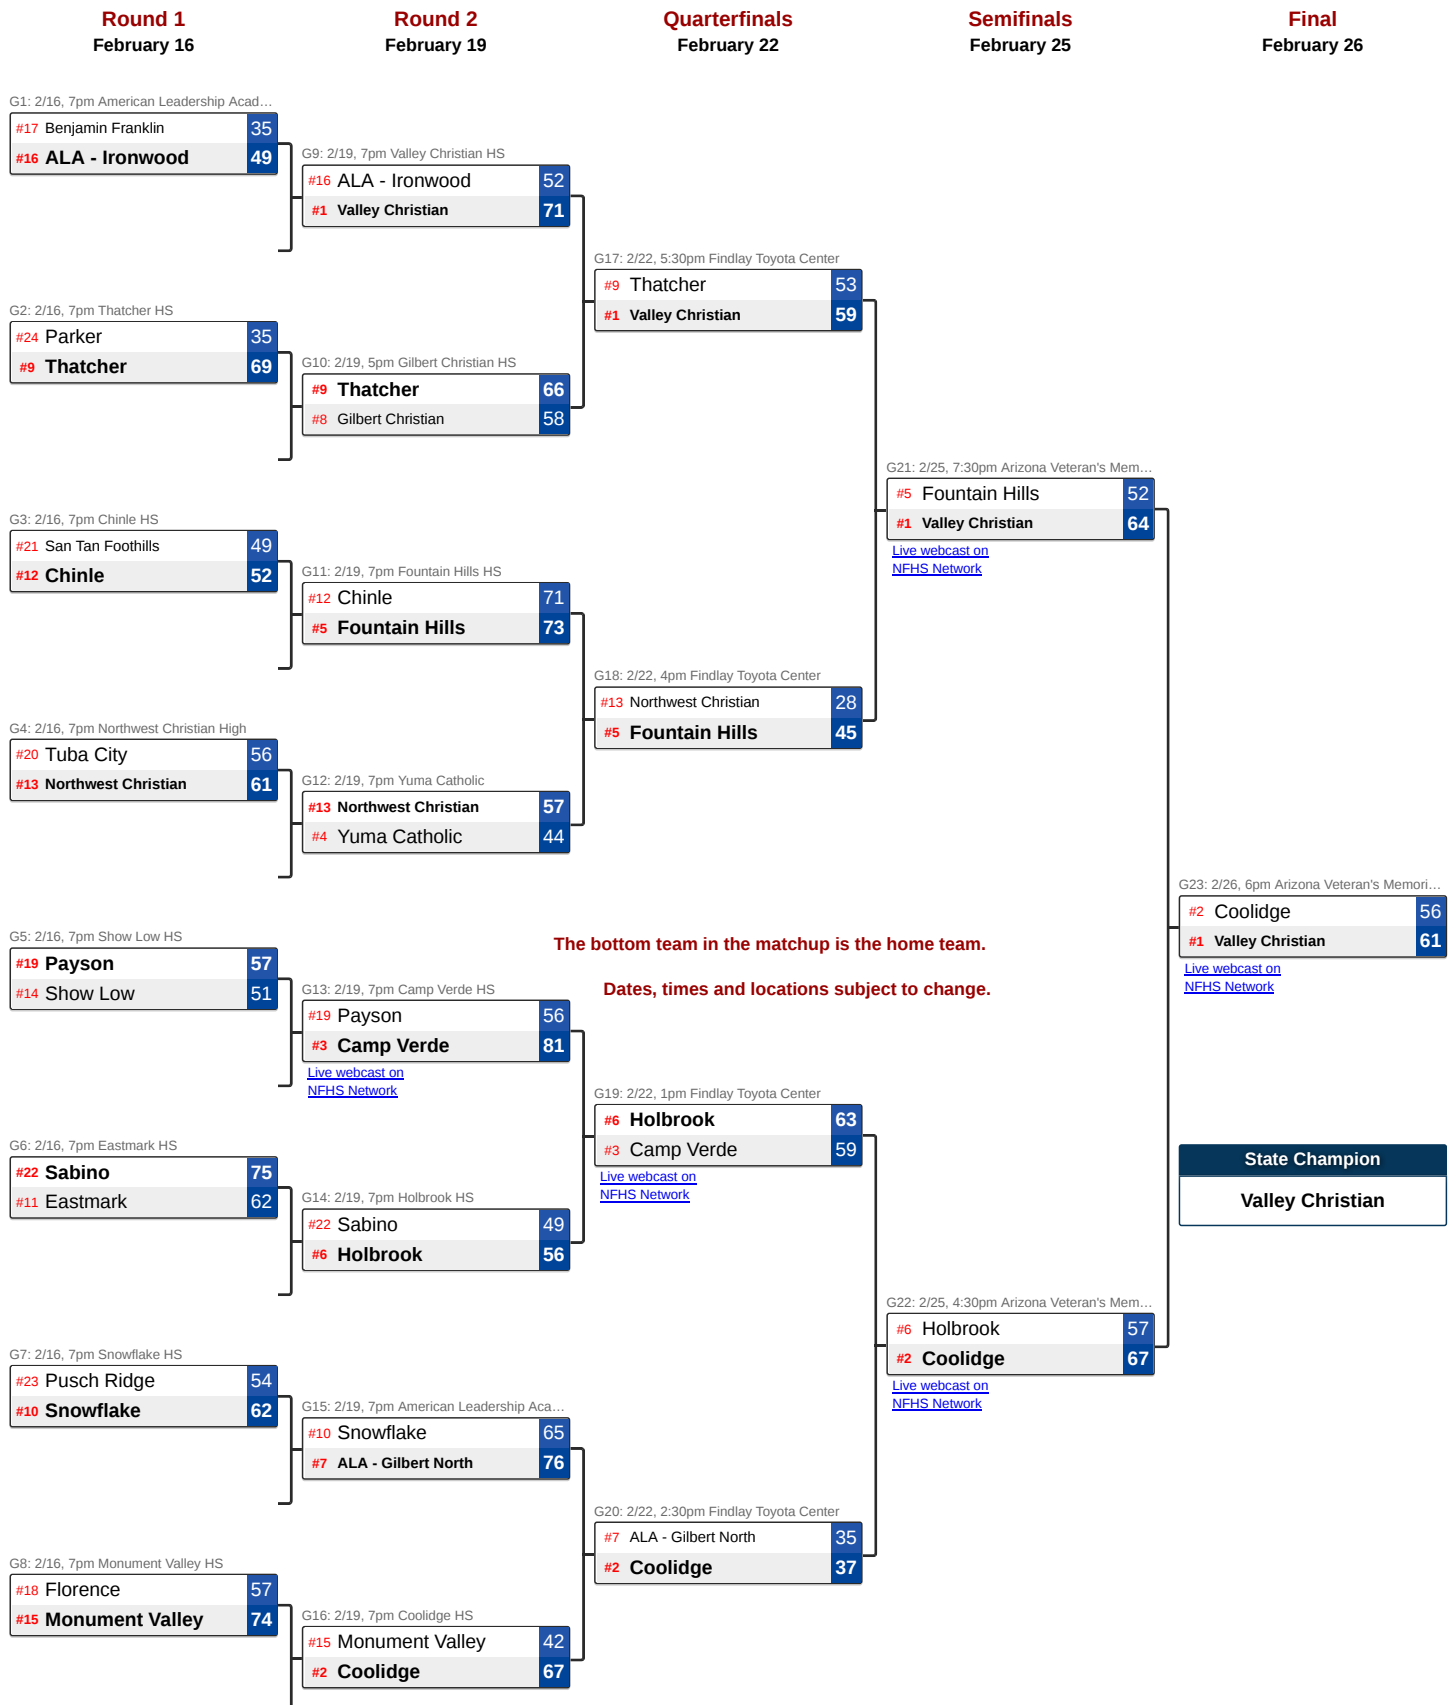 Round 1
February 16
Round 2
February 19
Quarterfinals
February 22
Semifinals
February 25
Final
February 26
G1: 2/16, 7pm American Leadership Acad…
#17 Benjamin Franklin 35
#16 ALA - Ironwood 49
G2: 2/16, 7pm Thatcher HS
#24 Parker 35
#9 Thatcher 69
G3: 2/16, 7pm Chinle HS
#21 San Tan Foothills 49
#12 Chinle 52
G4: 2/16, 7pm Northwest Christian High
#20 Tuba City 56
#13 Northwest Christian 61
G5: 2/16, 7pm Show Low HS
#19 Payson 57
#14 Show Low 51
G6: 2/16, 7pm Eastmark HS
#22 Sabino 75
#11 Eastmark 62
G7: 2/16, 7pm Snowflake HS
#23 Pusch Ridge 54
#10 Snowflake 62
G8: 2/16, 7pm Monument Valley HS
#18 Florence 57
#15 Monument Valley 74
G9: 2/19, 7pm Valley Christian HS
#16 ALA - Ironwood 52
#1 Valley Christian 71
G10: 2/19, 5pm Gilbert Christian HS
#9 Thatcher 66
#8 Gilbert Christian 58
G11: 2/19, 7pm Fountain Hills HS
#12 Chinle 71
#5 Fountain Hills 73
G12: 2/19, 7pm Yuma Catholic
#13 Northwest Christian 57
#4 Yuma Catholic 44
G13: 2/19, 7pm Camp Verde HS
#19 Payson 56
#3 Camp Verde 81
Live webcast on
NFHS Network
G14: 2/19, 7pm Holbrook HS
#22 Sabino 49
#6 Holbrook 56
G15: 2/19, 7pm American Leadership Aca…
#10 Snowflake 65
#7 ALA - Gilbert North 76
G16: 2/19, 7pm Coolidge HS
#15 Monument Valley 42
#2 Coolidge 67
G17: 2/22, 5:30pm Findlay Toyota Center
#9 Thatcher 53
#1 Valley Christian 59
G18: 2/22, 4pm Findlay Toyota Center
#13 Northwest Christian 28
#5 Fountain Hills 45
The bottom team in the matchup is the home team.
Dates, times and locations subject to change.
G19: 2/22, 1pm Findlay Toyota Center
#6 Holbrook 63
#3 Camp Verde 59
Live webcast on
NFHS Network
G20: 2/22, 2:30pm Findlay Toyota Center
#7 ALA - Gilbert North 35
#2 Coolidge 37
G21: 2/25, 7:30pm Arizona Veteran's Mem…
#5 Fountain Hills 52
#1 Valley Christian 64
Live webcast on
NFHS Network
G22: 2/25, 4:30pm Arizona Veteran's Mem…
#6 Holbrook 57
#2 Coolidge 67
Live webcast on
NFHS Network
G23: 2/26, 6pm Arizona Veteran's Memori…
#2 Coolidge 56
#1 Valley Christian 61
Live webcast on
NFHS Network
State Champion
Valley Christian